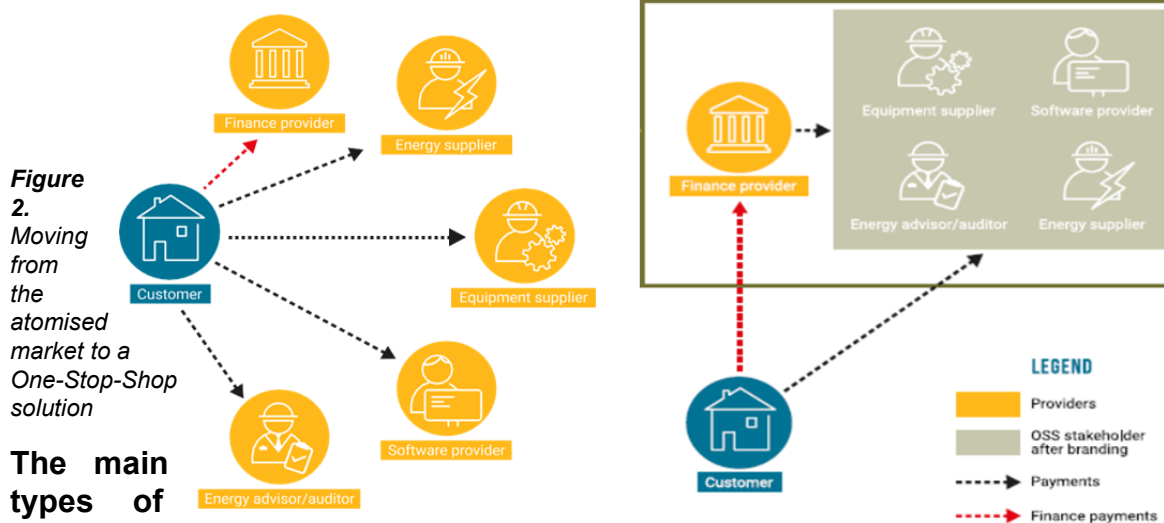 Finance provider
Energy supplier
Figure
2.
Moving
from
the
atomised
market to a
One-Stop-Shop
solution
Customer
Equipment supplier
Software provider
Energy advisor/auditor
The main
types of
Equipment supplier
Software provider
Finance provider
Energy advisor/auditor
Energy supplier
Customer
LEGEND
Providers
OSS stakeholder
after branding
Payments
Finance payments